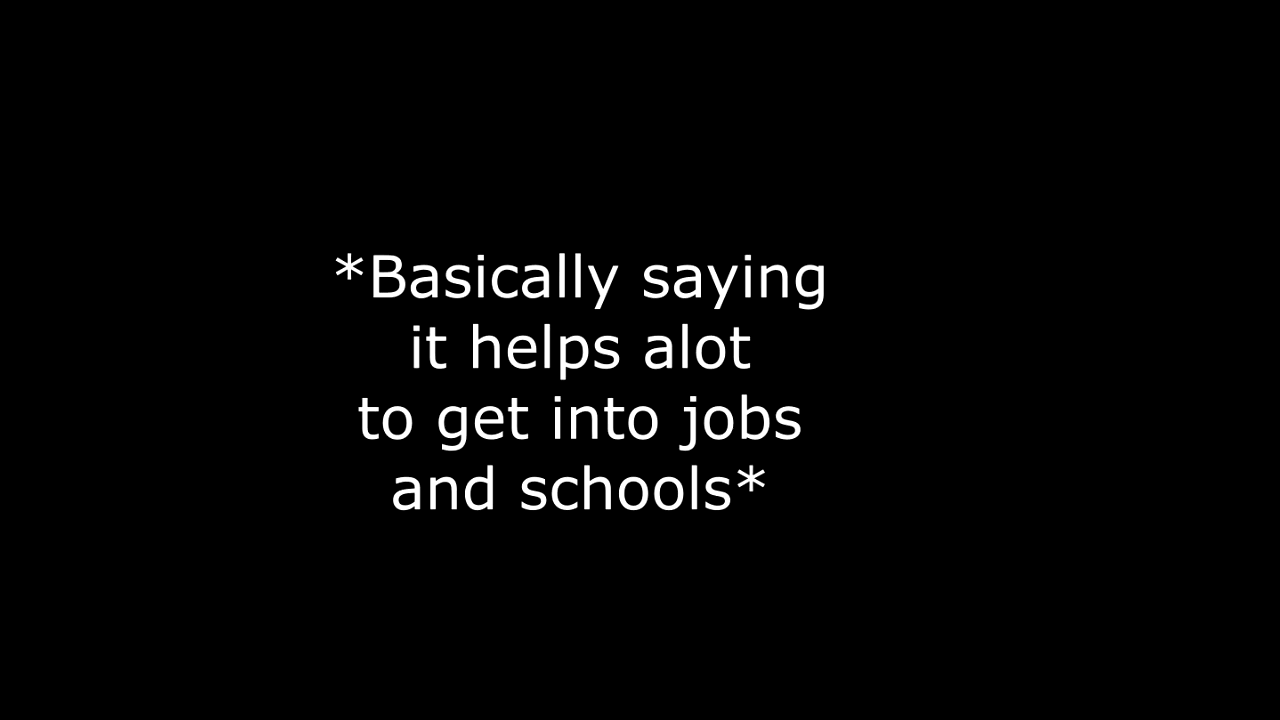 *Basically saying
it helps alot
to get into jobs
and schools*